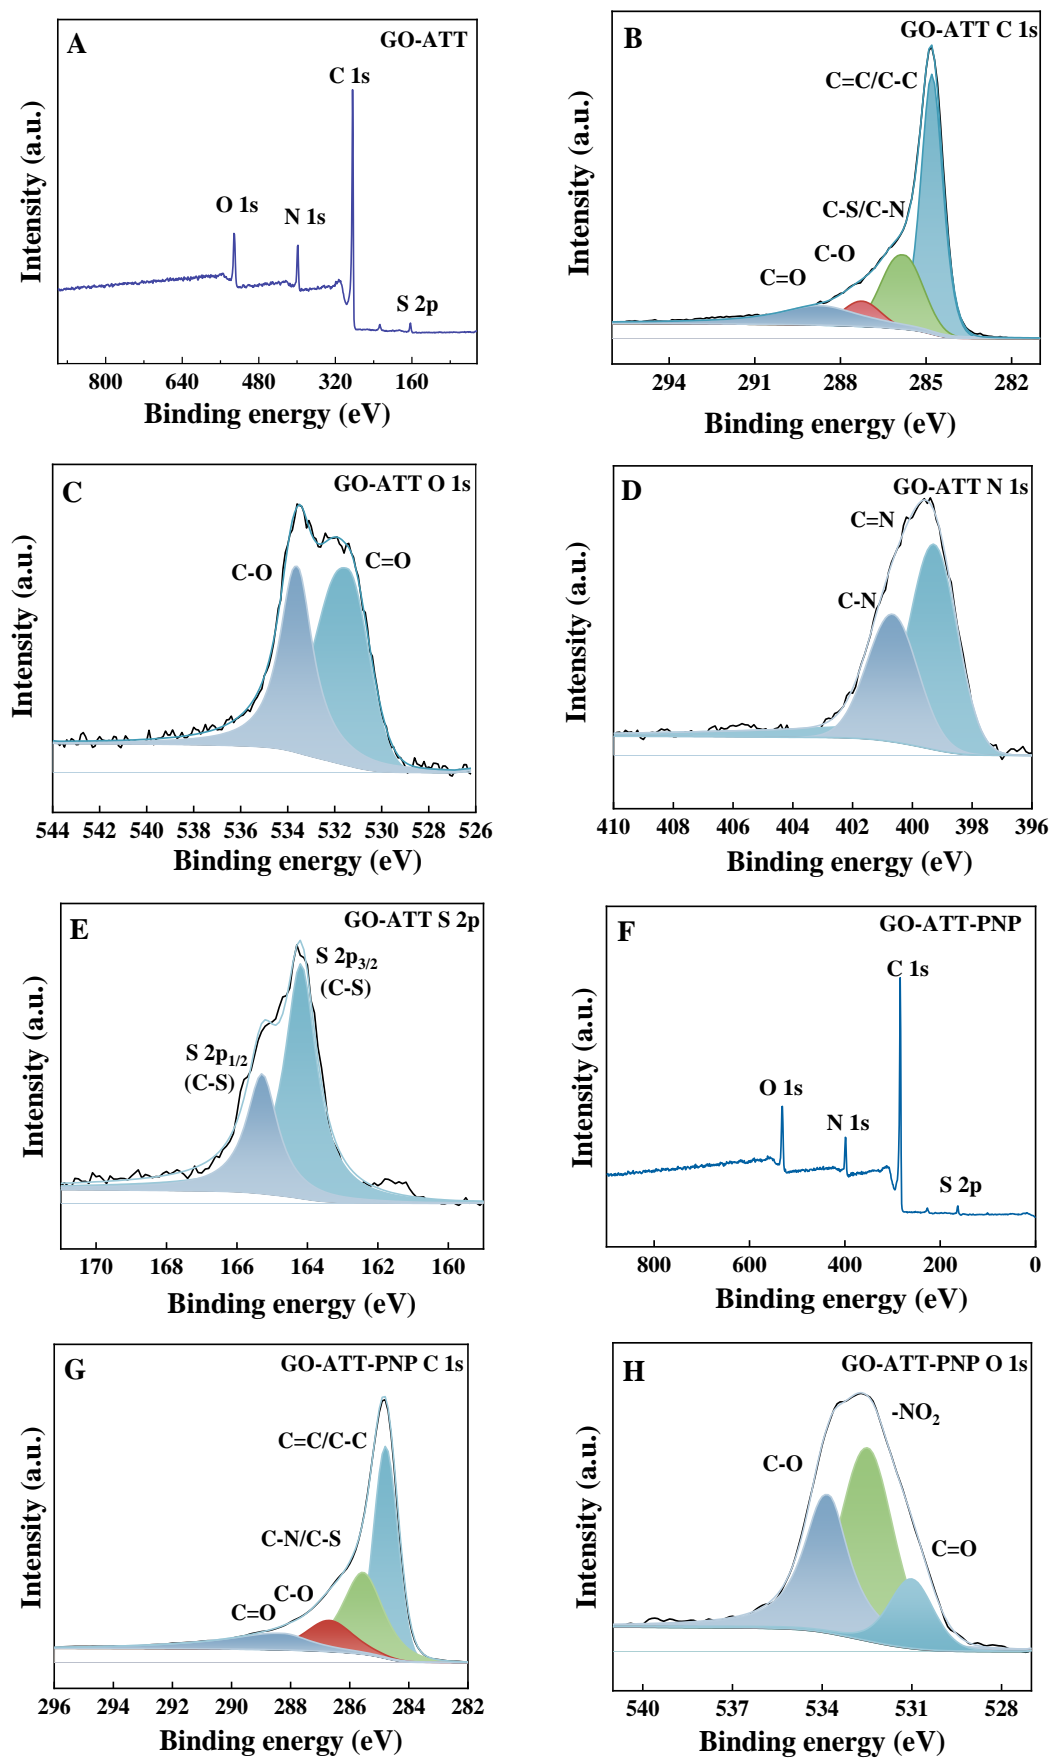 A
GO-ATT
C 1s
O 1s
N 1s
S 2p
Intensity (a.u.)
800 640 480 320 160
Binding energy (eV)
B
GO-ATT C 1s
C=C/C-C
C-S/C-N
C-O
C=O
Intensity (a.u.)
294 291 288 285 282
Binding energy (eV)
C
GO-ATT O 1s
C-O
C=O
Intensity (a.u.)
544 542 540 536 534 532 530 528 526
Binding energy (eV)
D
GO-ATT N 1s
C=N
C-N
Intensity (a.u.)
410 408 406 404 402 400 398 396
Binding energy (eV)
E
GO-ATT S 2p
S 2p3/2
(C-S)
S 2p1/2
(C-S)
Intensity (a.u.)
170 168 166 164 162 160
Binding energy (eV)
F
GO-ATT-PNP
C 1s
O 1s
N 1s
S 2p
Intensity (a.u.)
800 600 400 200 0
Binding energy (eV)
G
GO-ATT-PNP C 1s
C=C/C-C
C-N/C-S
C-O
C=O
Intensity (a.u.)
296 292 290 288 286 284 282
Binding energy (eV)
H
GO-ATT-PNP O 1s
-NO2
C-O
C=O
Intensity (a.u.)
540 537 534 531 528
Binding energy (eV)